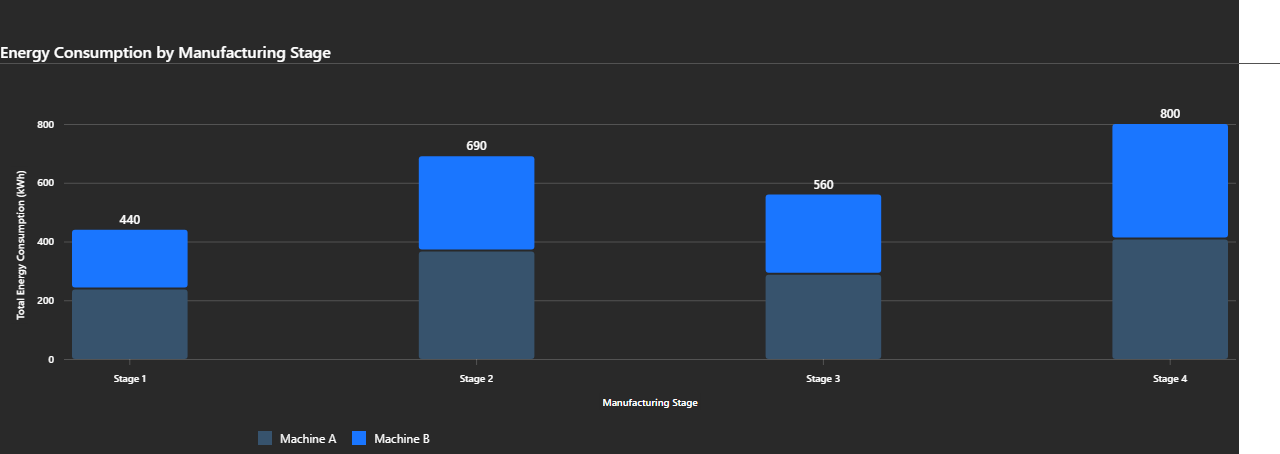 Energy Consumption by Manufacturing Stage
800
690
560
440
800
600
400
200
0
Total Energy Consumption (kWh)
Stage 1
Stage 2
Stage 3
Stage 4
Manufacturing Stage
Machine A
Machine B